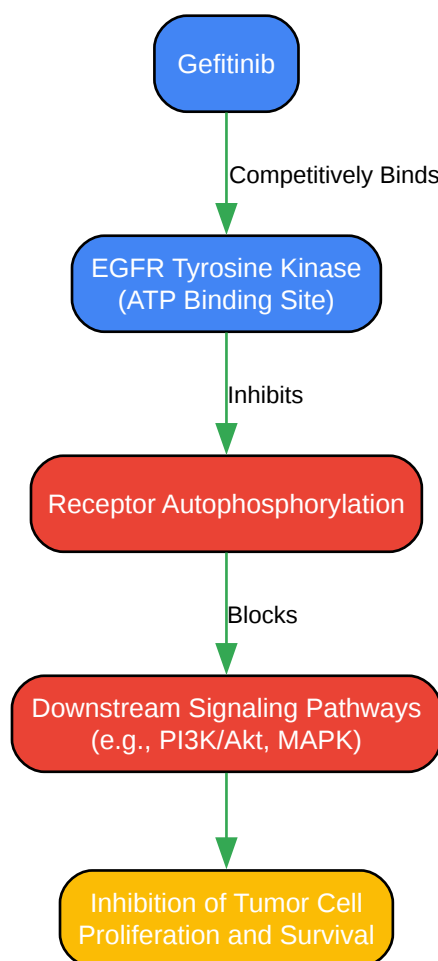 Gefitinib
Competitively Binds
EGFR Tyrosine Kinase
(ATP Binding Site)
Inhibits
Receptor Autophosphorylation
Blocks
Downstream Signaling Pathways
(e.g., PI3K/Akt, MAPK)
Inhibition of Tumor Cell
Proliferation and Survival